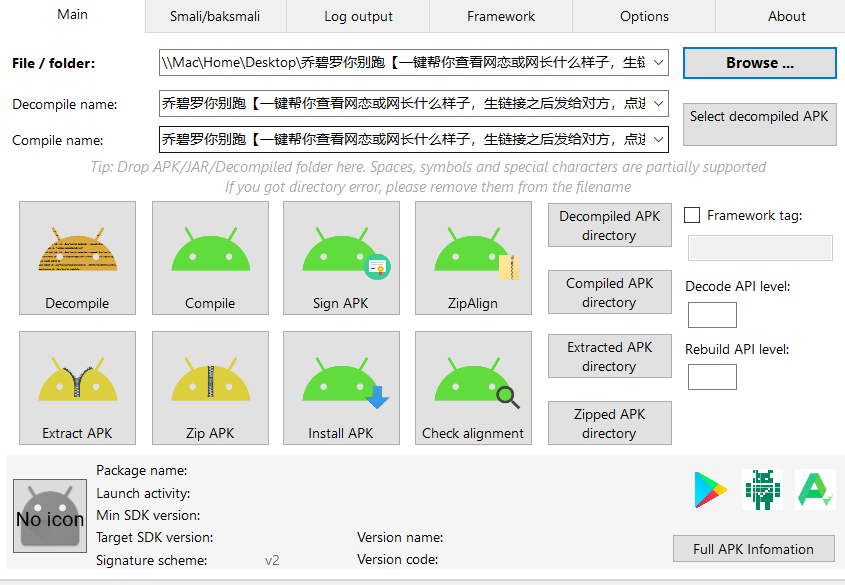 Main Smali/baksmali Log output Framework Options About
File / folder: \\Mac\Home\Desktop\乔碧罗你别跑【一键帮你查看网恋或网长什么样子，生链 Browse ...
Decompile name: 乔碧罗你别跑【一键帮你查看网恋或网长什么样子，生链接之后发给对方，点进 Select decompiled APK
Compile name: 乔碧罗你别跑【一键帮你查看网恋或网长什么样子，生链接之后发给对方，点进
Tip: Drop APK/JAR/Decompiled folder here. Spaces, symbols and special characters are partially supported
If you got directory error, please remove them from the filename
Decompile Compile Sign APK ZipAlign
Decompiled APK
directory
Framework tag:
Compiled APK
directory
Decode API level:
Extract APK Zip APK Install APK Check alignment
Extracted APK
directory
Rebuild API level:
Zipped APK
directory
No icon
Package name:
Launch activity:
Min SDK version:
Target SDK version: Version name:
Signature scheme: v2 Version code:
Full APK Infomation